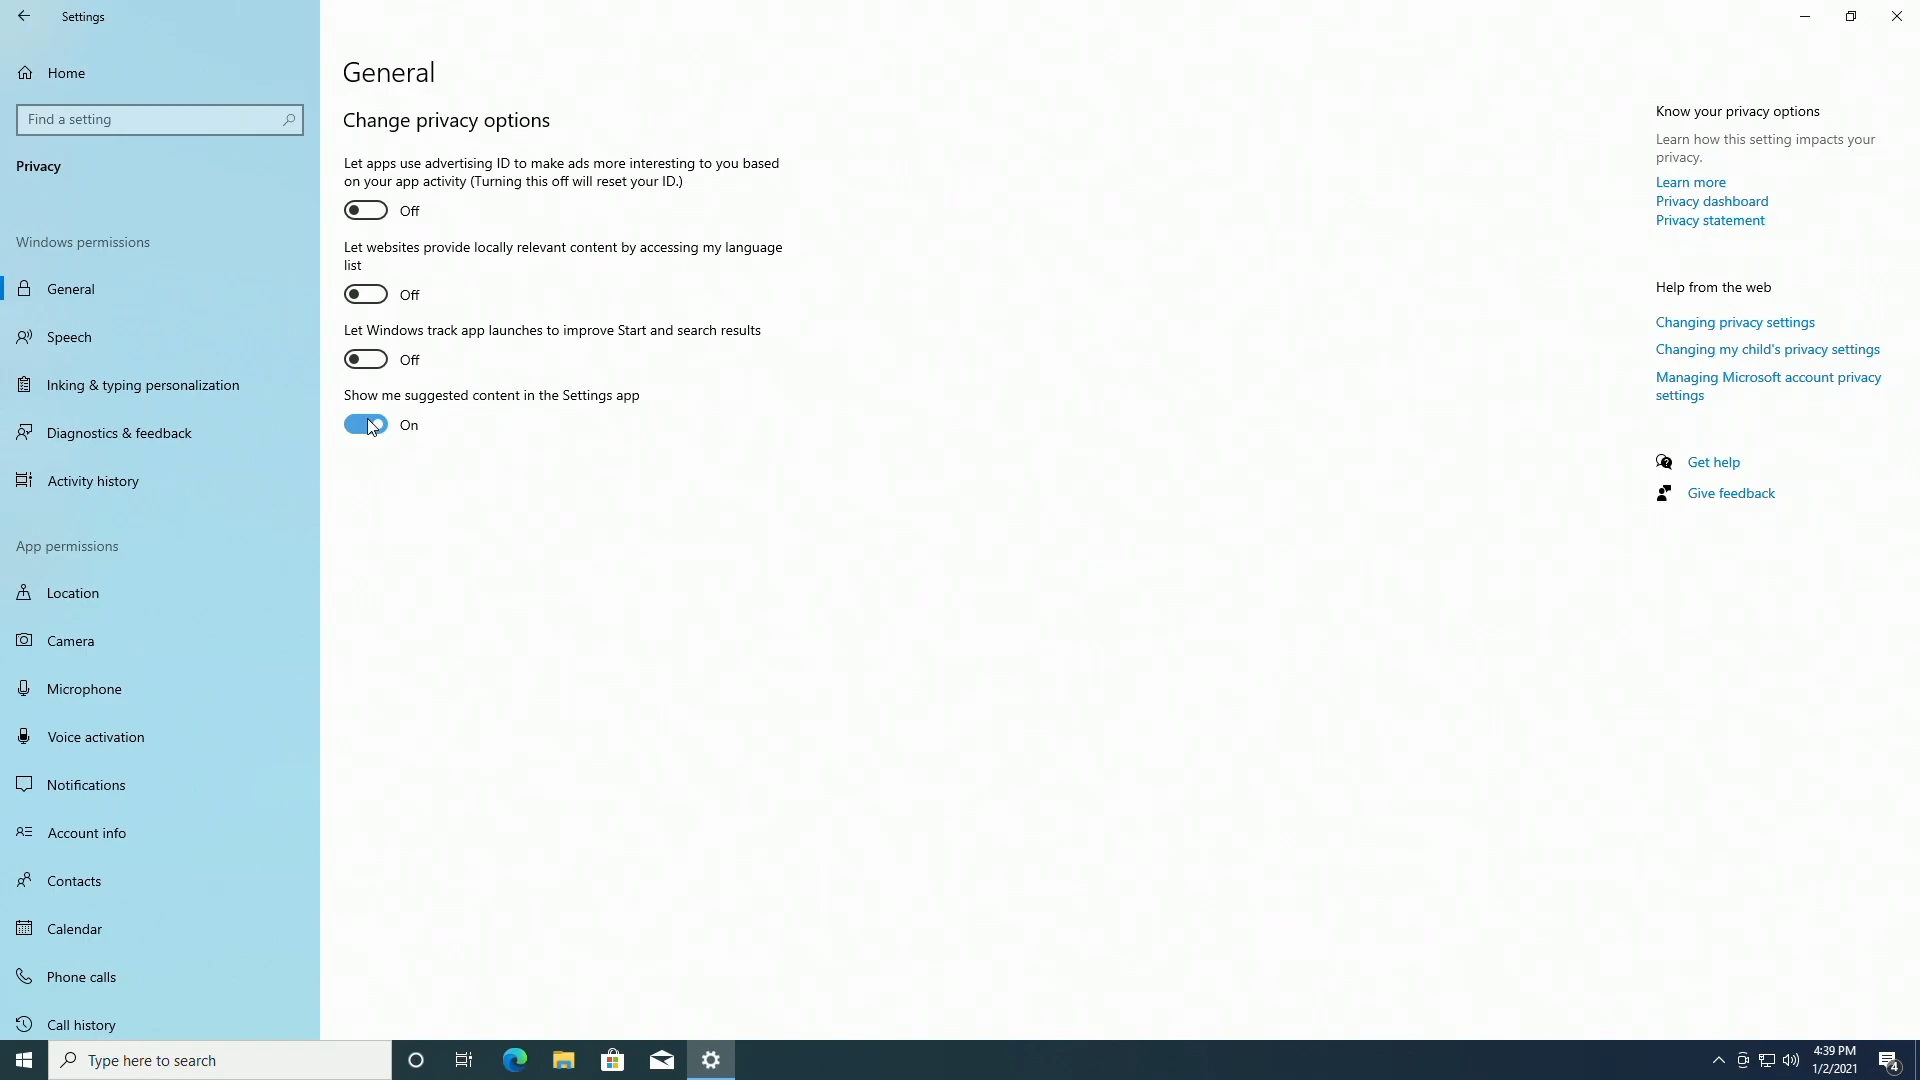 Settings
Home
Find a setting
Privacy
Windows permissions
General
Speech
Inking & typing personalization
Diagnostics & feedback
Activity history
App permissions
Location
Camera
Microphone
Voice activation
Notifications
Account info
Contacts
Calendar
Phone calls
Call history
General
Change privacy options
Let apps use advertising ID to make ads more interesting to you based
on your app activity (Turning this off will reset your ID.)
Off
Let websites provide locally relevant content by accessing my language
list
Off
Let Windows track app launches to improve Start and search results
Off
Show me suggested content in the Settings app
On
Know your privacy options
Learn how this setting impacts your
privacy.
Learn more
Privacy dashboard
Privacy statement
Help from the web
Changing privacy settings
Changing my child's privacy settings
Managing Microsoft account privacy
settings
Get help
Give feedback
Type here to search
4:39 PM
1/2/2021
4